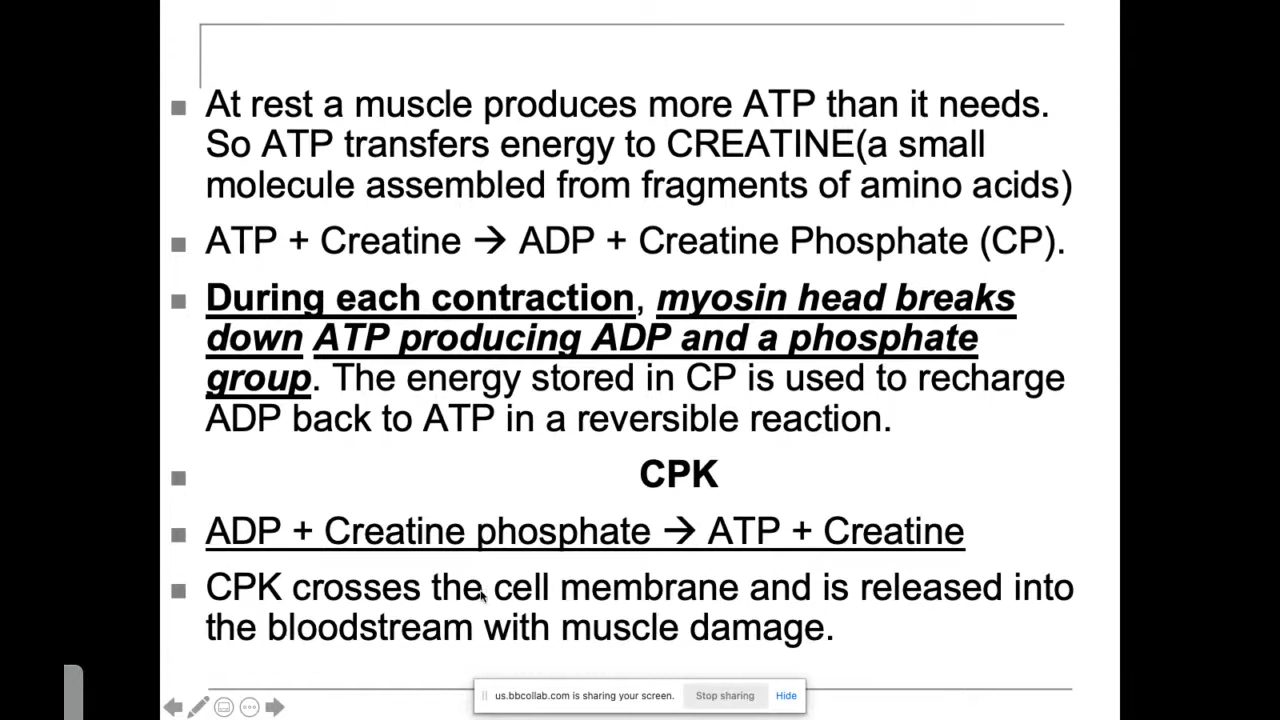 At rest a muscle produces more ATP than it needs.
So ATP transfers energy to CREATINE(a small
molecule assembled from fragments of amino acids)
ATP + Creatine → ADP + Creatine Phosphate (CP).
During each contraction, myosin head breaks
down ATP producing ADP and a phosphate
group. The energy stored in CP is used to recharge
ADP back to ATP in a reversible reaction.
CPK
ADP + Creatine phosphate → ATP + Creatine
CPK crosses the cell membrane and is released into
the bloodstream with muscle damage.
us.bbcollab.com is sharing your screen. Stop sharing Hide